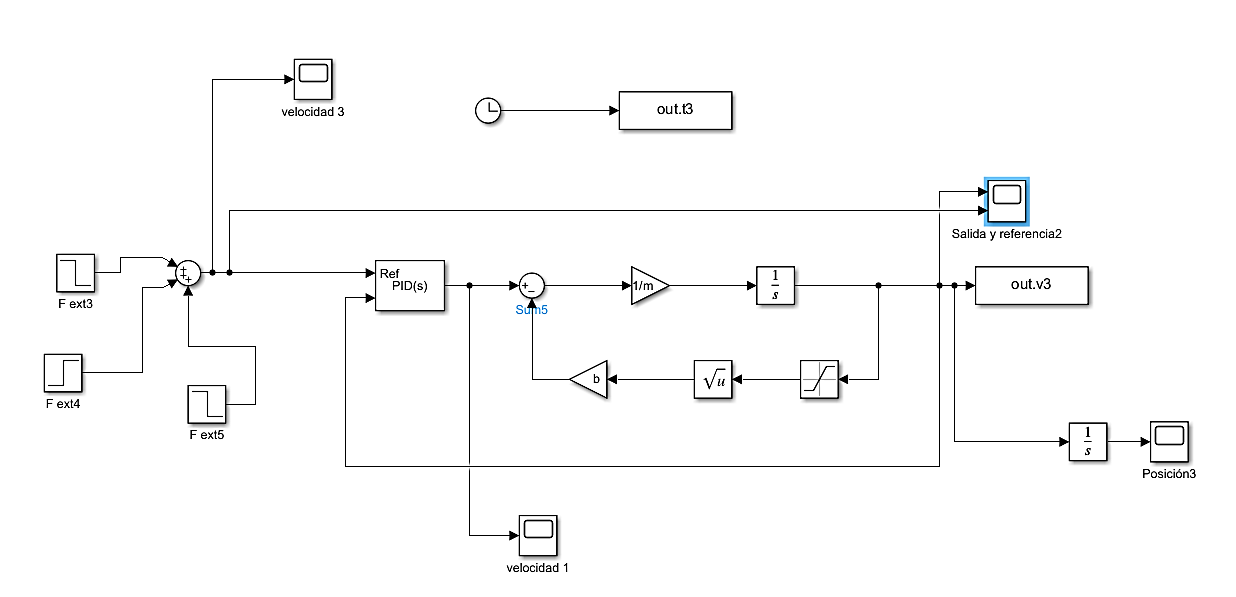 velocidad 3
out.t3
Salida y referencia2
F ext3
Ref
PID(s)
+
−
Sum5
1/m
1
s
out.v3
F ext4
F ext5
b
√u
1
s
Posición3
velocidad 1